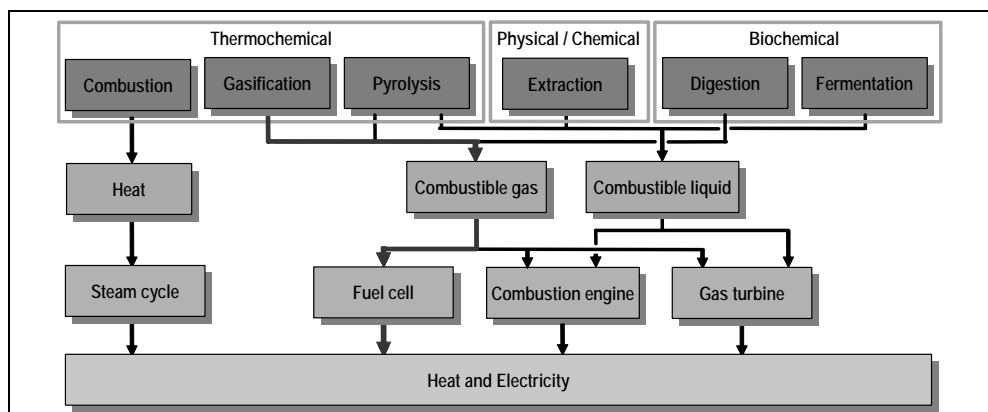 Thermochemical
Physical / Chemical
Biochemical
Combustion
Gasification
Pyrolysis
Extraction
Digestion
Fermentation
Heat
Combustible gas
Combustible liquid
Steam cycle
Fuel cell
Combustion engine
Gas turbine
Heat and Electricity